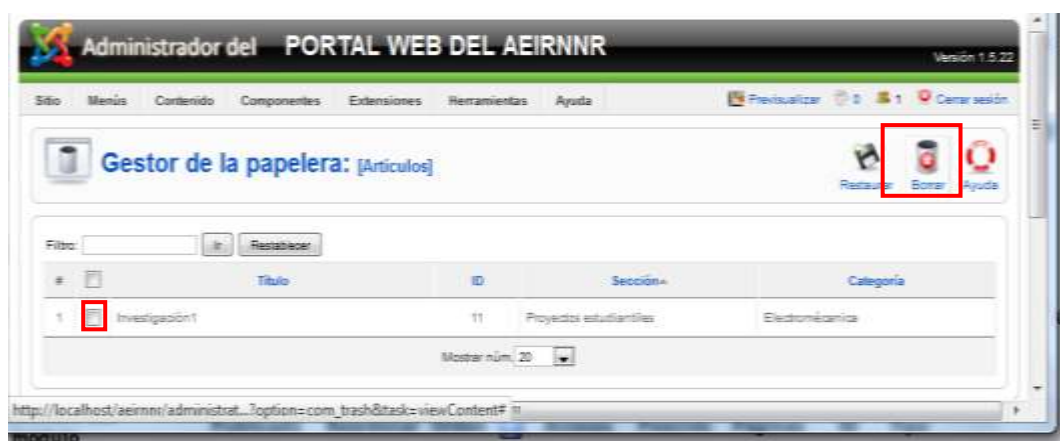 Administrador del PORTAL WEB DEL AEIRNNR
Versión 1.5.22
Sitio Menús Contenido Componentes Extensiones Herramientas Ayuda Previsualizar 0 1 Cerrar sesión
Gestor de la papelera: [Artículos]
Restaurar Borrar Ayuda
Filtro: Ir Restablecer
# Título ID Sección Categoría
1 Investigación1 11 Proyectos estudiantiles Electromécanica
Mostrar núm. 20
http://localhost/aeirnnr/administrat...?option=com_trash&task=viewContent#
módulo